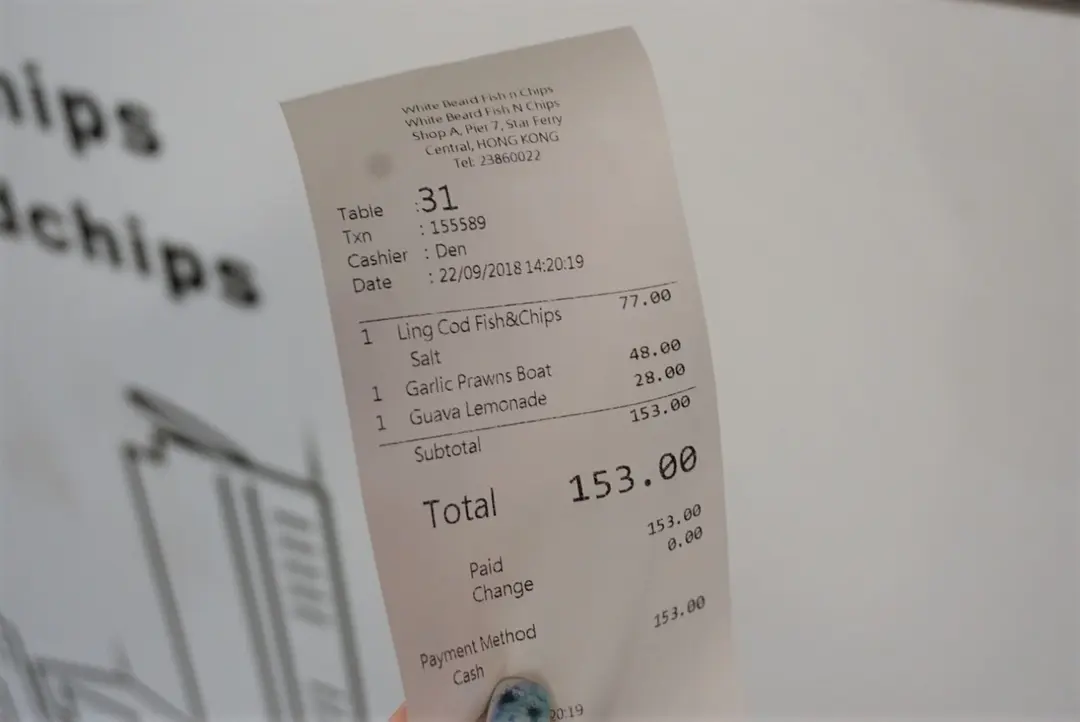 hips
dchips
White Beard Fish n Chips
White Beard Fish N Chips
Shop A, Pier 7, Star Ferry
Central, HONG KONG
Tel: 23860022
Table :31
Txn : 155589
Cashier : Den
Date : 22/09/2018 14:20:19
1 Ling Cod Fish&Chips 77.00
Salt
1 Garlic Prawns Boat 48.00
1 Guava Lemonade 28.00
Subtotal 153.00
Total 153.00
Paid 153.00
Change 0.00
Payment Method
Cash 153.00
20:19